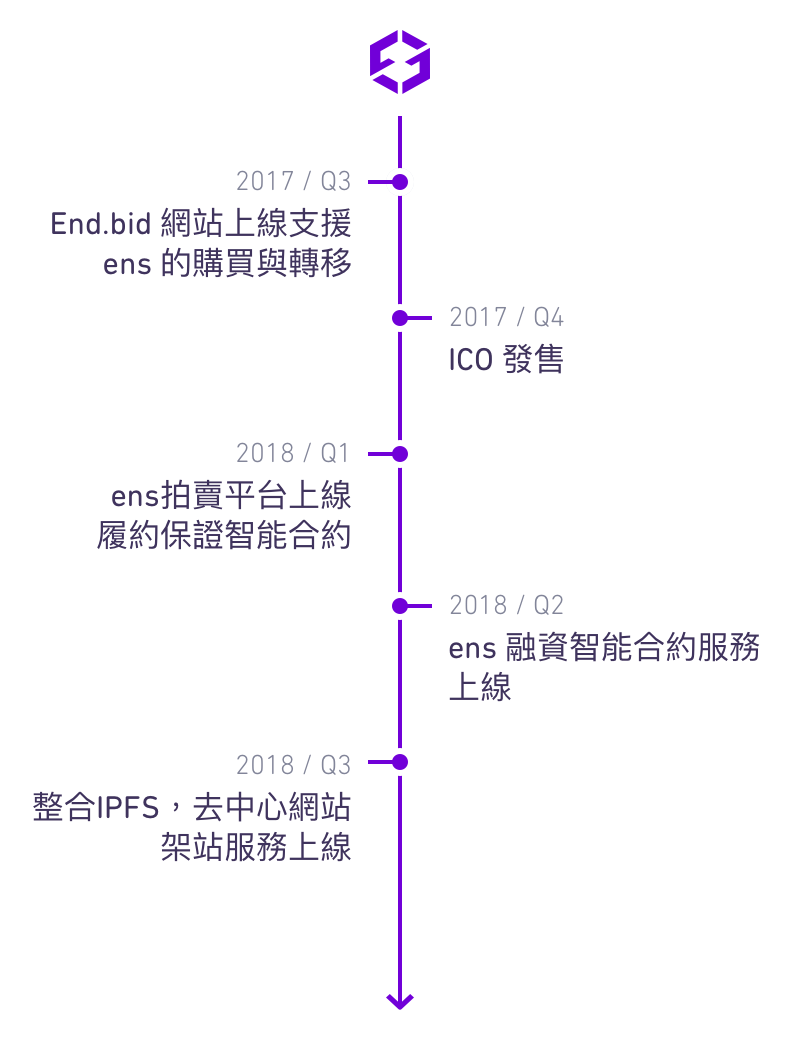 2017 / Q3
End.bid 網站上線支援
ens 的購買與轉移
2017 / Q4
ICO 發售
2018 / Q1
ens拍賣平台上線
履約保證智能合約
2018 / Q2
ens 融資智能合約服務
上線
2018 / Q3
整合IPFS，去中心網站
架站服務上線